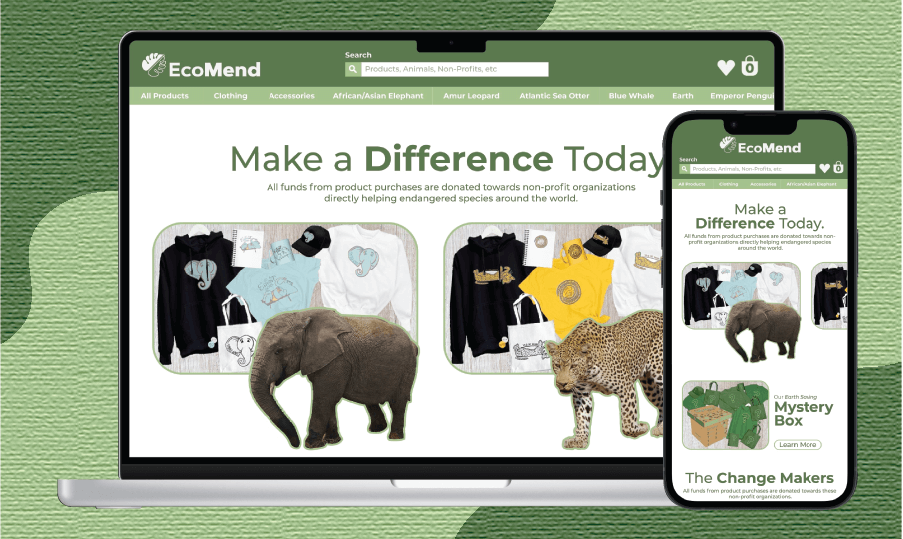 Search
EcoMend
Products, Animals, Non-Profits, etc
0
All Products Clothing Accessories African/Asian Elephant Amur Leopard Atlantic Sea Otter Blue Whale Earth Emperor Pengui
Make a Difference Today
All funds from product purchases are donated towards non-profit organizations
directly helping endangered species around the world.
EcoMend
Search
Products, Animals, Non-Profits, etc
0
All Products Clothing Accessories African/Asian Elephant
Make a
Difference Today.
All funds from product purchases are donated towards non-
profit organizations directly helping endangered species
around the world.
Our Earth Saving
Mystery
Box
Learn More
The Change Makers
All funds from product purchases are donated towards these
non-profit organizations.